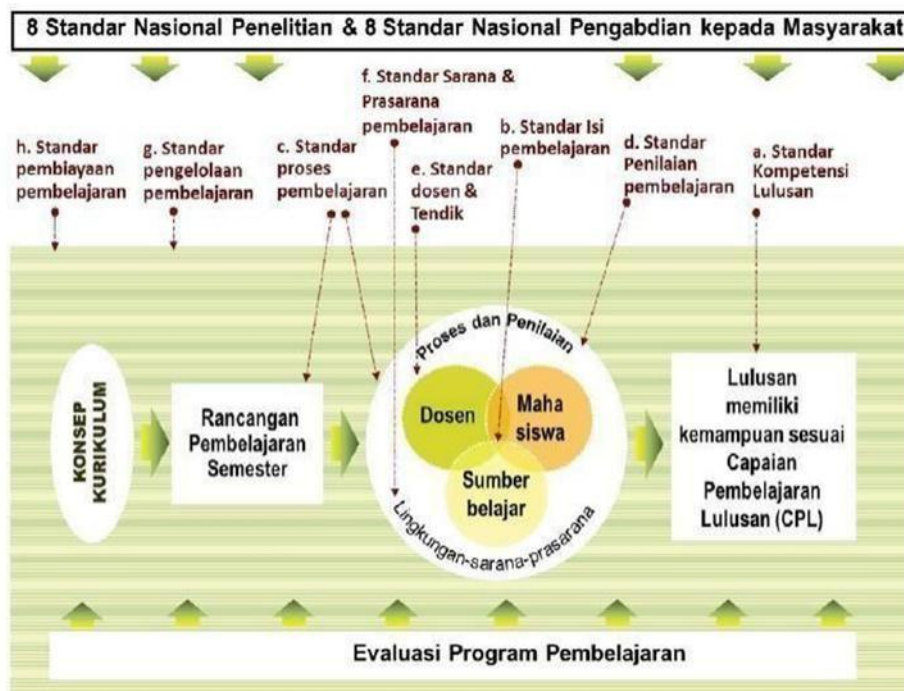 8 Standar Nasional Penelitian & 8 Standar Nasional Pengabdian kepada Masyarakat
f. Standar Sarana &
Prasarana
pembelajaran
h. Standar
pembiayaan
pembelajaran
g. Standar
pengelolaan
pembelajaran
c. Standar
proses
pembelajaran
e. Standar
dosen &
Tendik
b. Standar Isi
pembelajaran
d. Standar
Penilaian
pembelajaran
a. Standar
Kompetensi
Lulusan
KONSEP
KURIKULUM
Rancangan
Pembelajaran
Semester
Proses dan Penilaian
Dosen
Maha
siswa
Sumber
belajar
Lingkungan-sarana-prasarana
Lulusan
memiliki
kemampuan sesuai
Capaian
Pembelajaran
Lulusan (CPL)
Evaluasi Program Pembelajaran